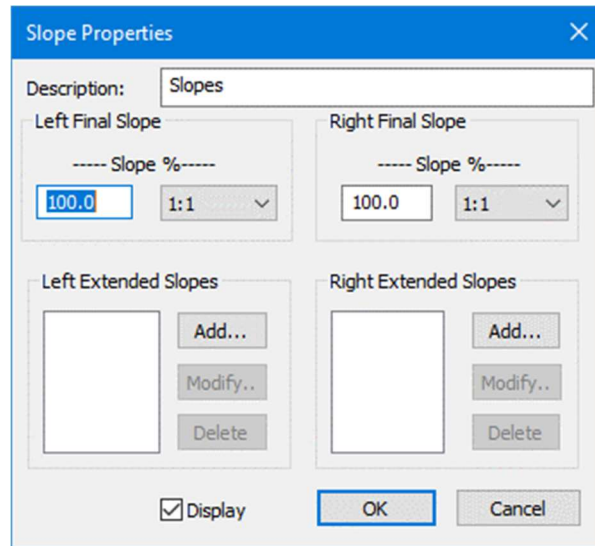 Slope Properties
Description: Slopes
Left Final Slope
----- Slope %-----
100.0 1:1
Right Final Slope
----- Slope %-----
100.0 1:1
Left Extended Slopes
Add...
Modify..
Delete
Right Extended Slopes
Add...
Modify..
Delete
Display OK Cancel